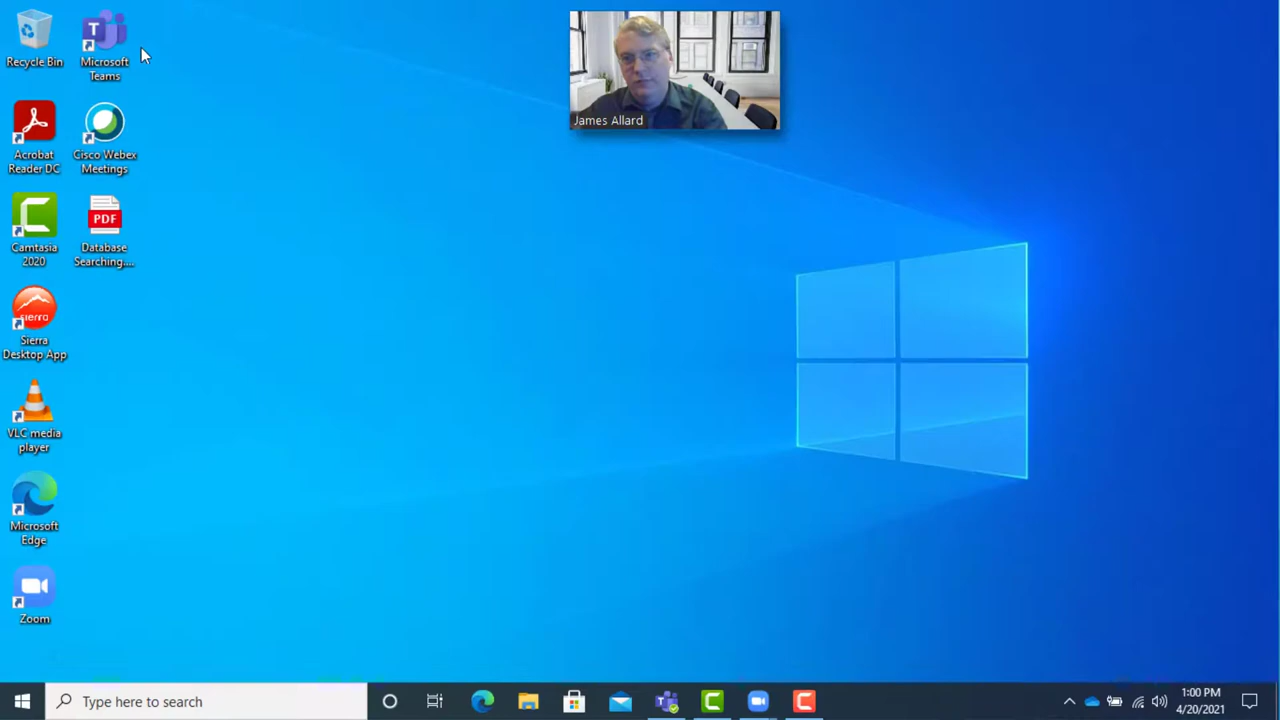 Recycle Bin
Microsoft
Teams
James Allard
Acrobat
Reader DC
Cisco Webex
Meetings
Camtasia
2020
PDF
Database
Searching....
sierra
Sierra
Desktop App
VLC media
player
Microsoft
Edge
Zoom
Type here to search
1:00 PM
4/20/2021